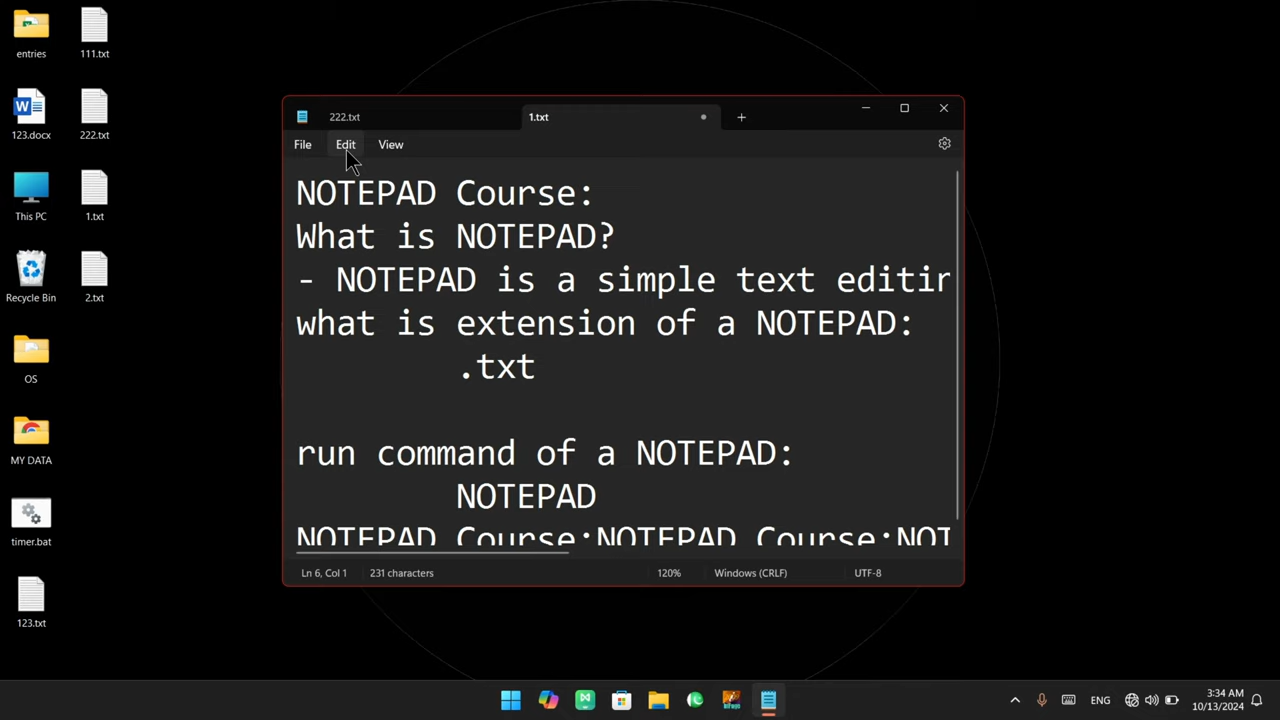 entries
111.txt
123.docx
222.txt
This PC
1.txt
Recycle Bin
2.txt
OS
MY DATA
timer.bat
123.txt
222.txt
1.txt
File
Edit
View
NOTEPAD Course:
What is NOTEPAD?
- NOTEPAD is a simple text editin
what is extension of a NOTEPAD:
.txt
run command of a NOTEPAD:
NOTEPAD
NOTEPAD Course:NOTEPAD Course:NOT
Ln 6, Col 1
231 characters
120%
Windows (CRLF)
UTF-8
ENG
3:34 AM
10/13/2024